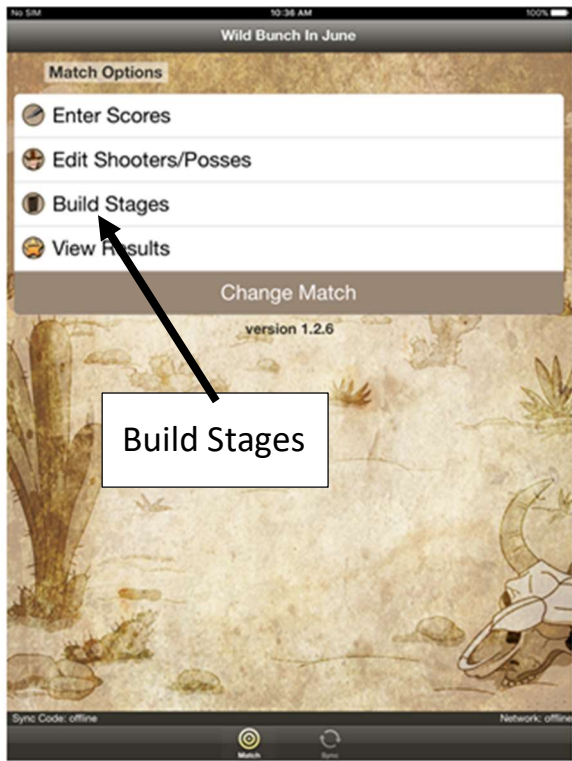 No SIM 10:36 AM 100%
Wild Bunch In June
Match Options
Enter Scores
Edit Shooters/Posses
Build Stages
View Results
Change Match
version 1.2.6
Build Stages
Sync Code: offline Network: offline
Match Sync